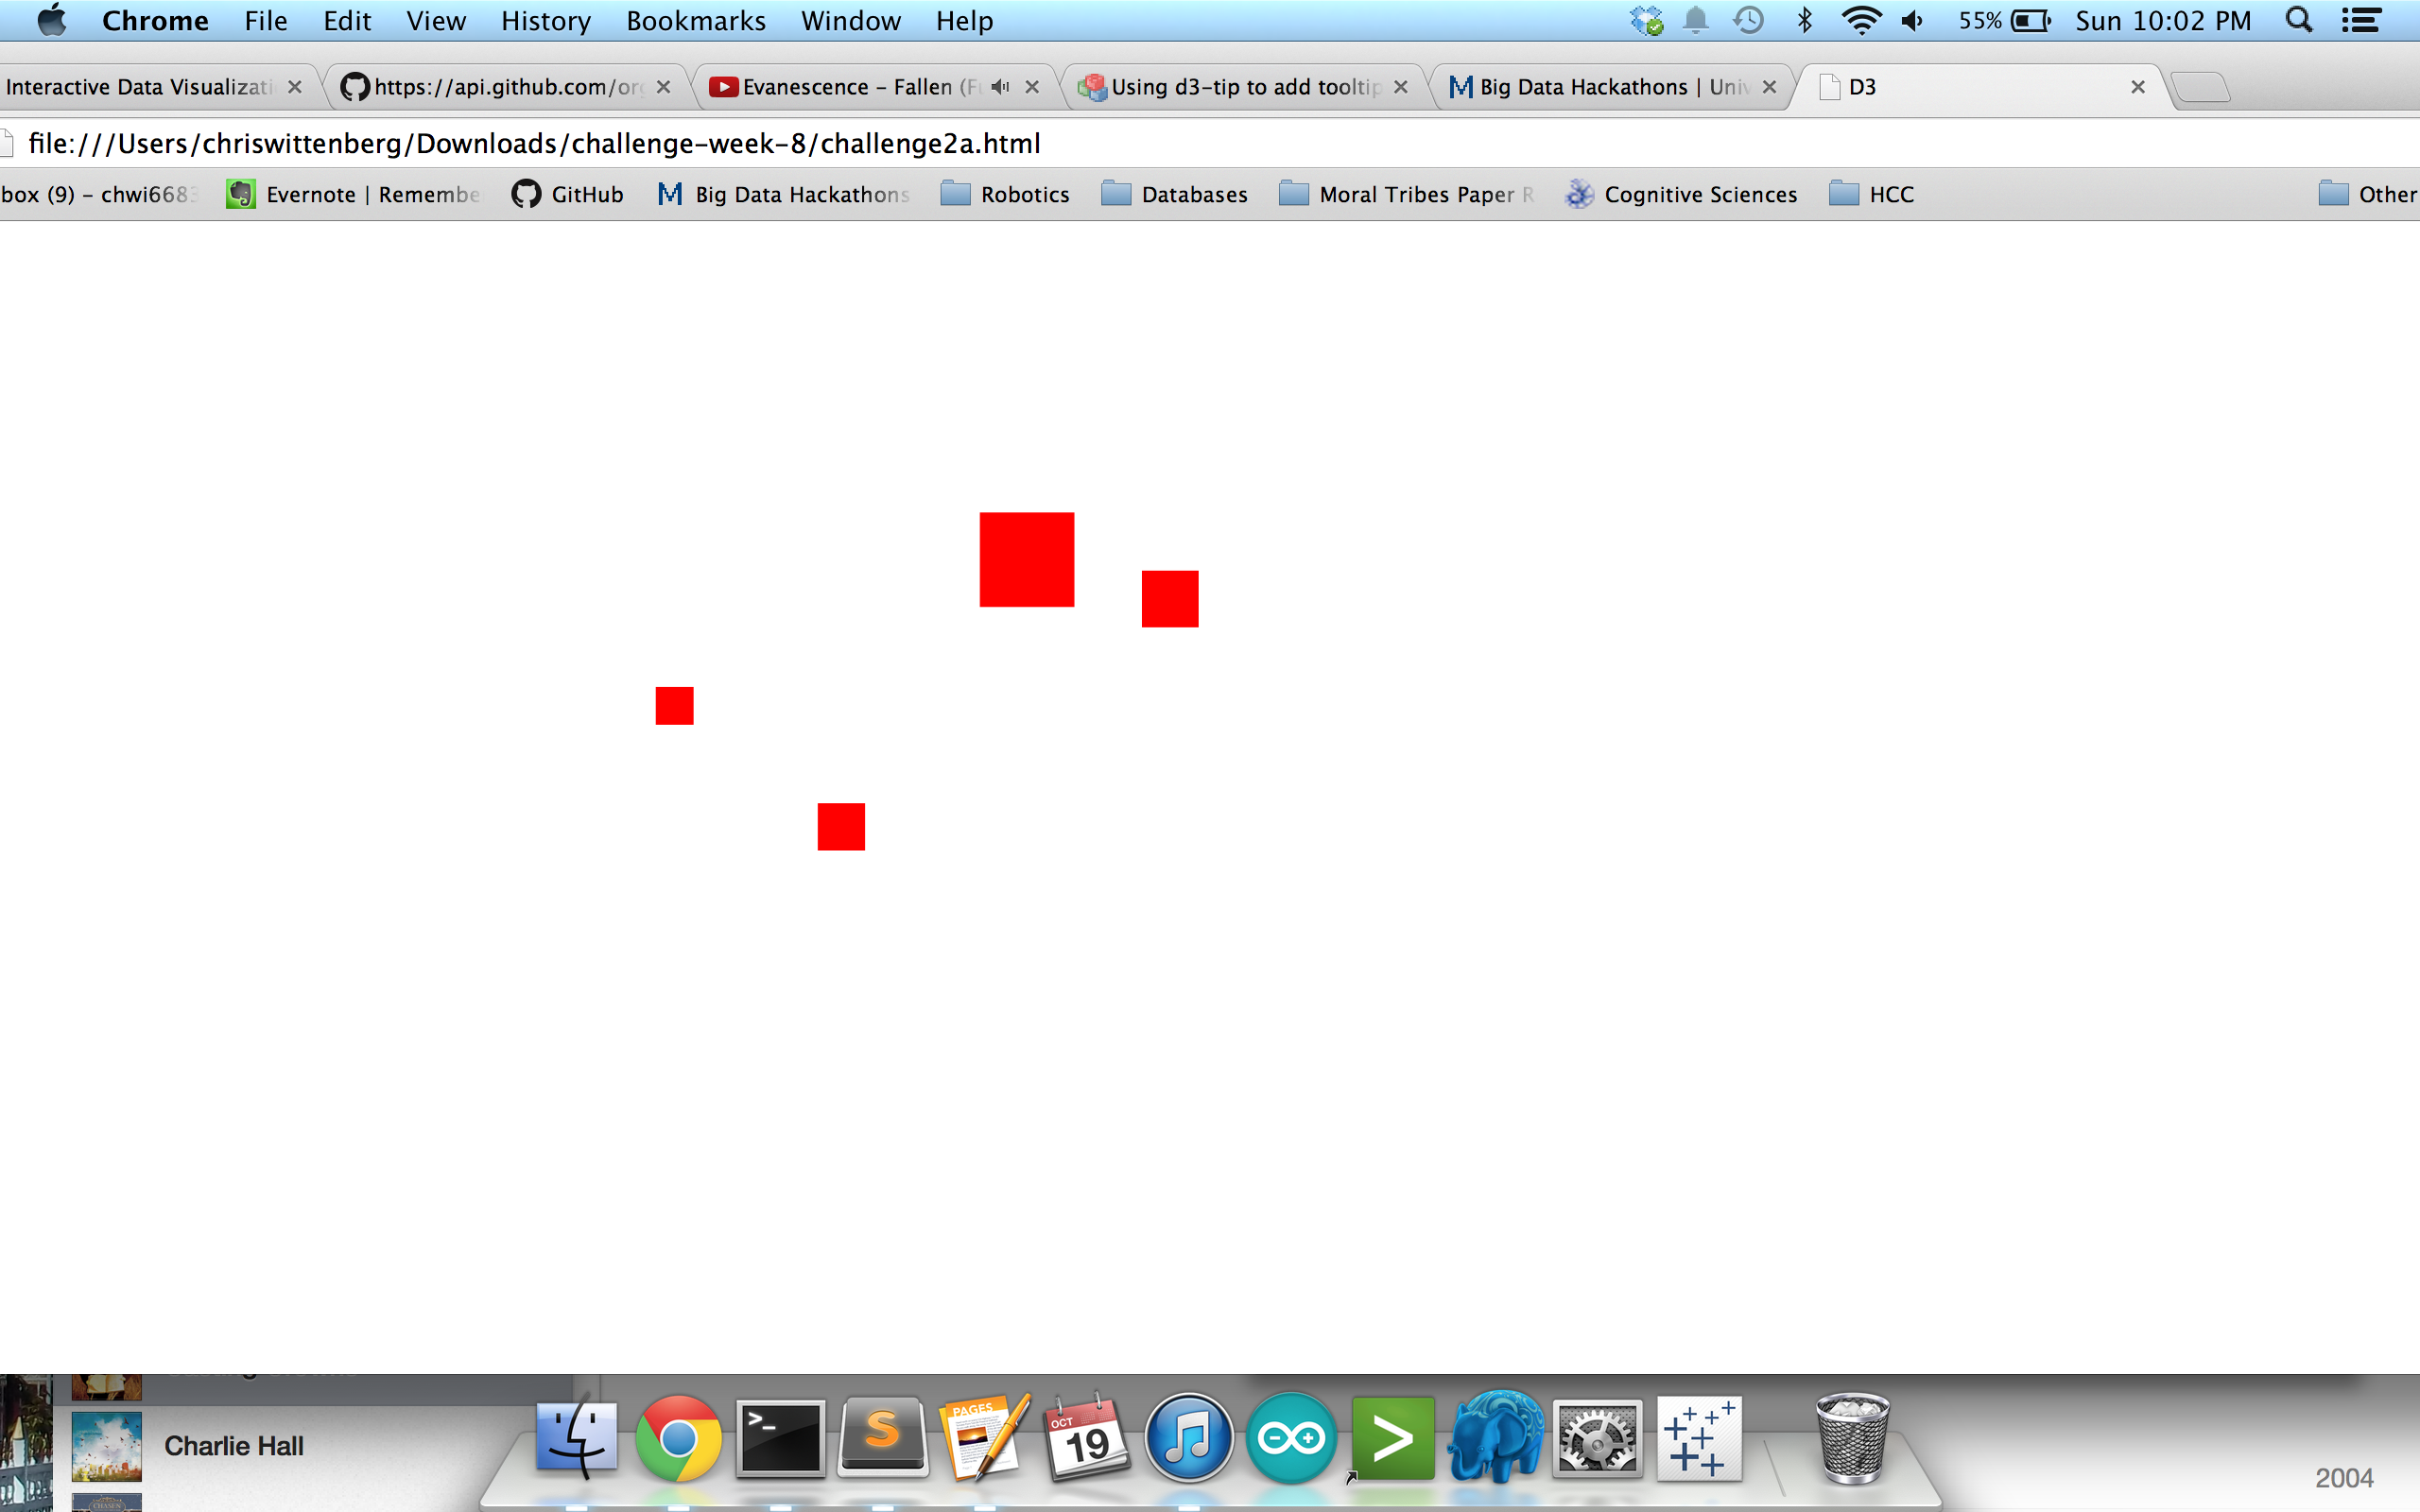 Chrome File Edit View History Bookmarks Window Help 55% Sun 10:02 PM
Interactive Data Visualizati https://api.github.com/or Evanescence – Fallen (F Using d3-tip to add tooltip Big Data Hackathons | Univ D3
file:///Users/chriswittenberg/Downloads/challenge-week-8/challenge2a.html
box (9) – chwi6683 Evernote | Remembe GitHub Big Data Hackathons Robotics Databases Moral Tribes Paper R Cognitive Sciences HCC Other
PAGES
OCT
19
Charlie Hall
2004